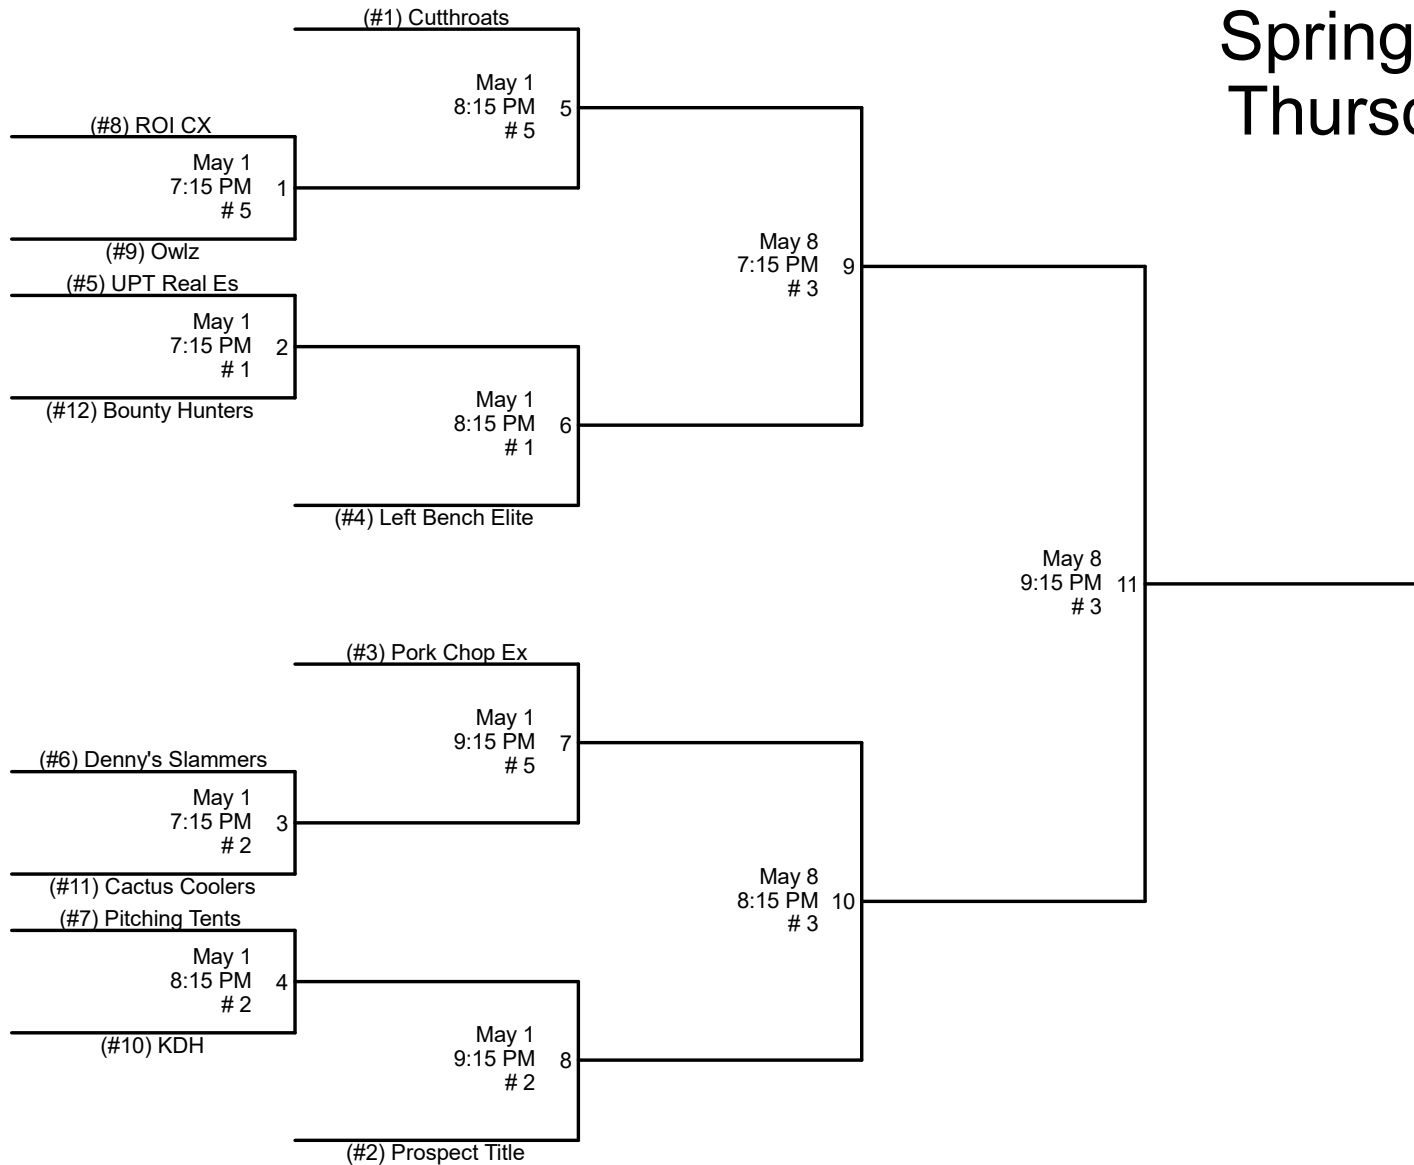 (#1) Cutthroats
Spring
May 1
8:15 PM
# 5
5
Thurs
(#8) ROI CX
May 1
7:15 PM
# 5
1
(#9) Owlz
(#5) UPT Real Es
May 1
7:15 PM
# 1
2
(#12) Bounty Hunters
May 8
7:15 PM
# 3
9
May 1
8:15 PM
# 1
6
(#4) Left Bench Elite
May 8
9:15 PM
# 3
11
(#3) Pork Chop Ex
May 1
9:15 PM
# 5
7
(#6) Denny's Slammers
May 1
7:15 PM
# 2
3
(#11) Cactus Coolers
(#7) Pitching Tents
May 1
8:15 PM
# 2
4
(#10) KDH
May 8
8:15 PM
# 3
10
May 1
9:15 PM
# 2
8
(#2) Prospect Title